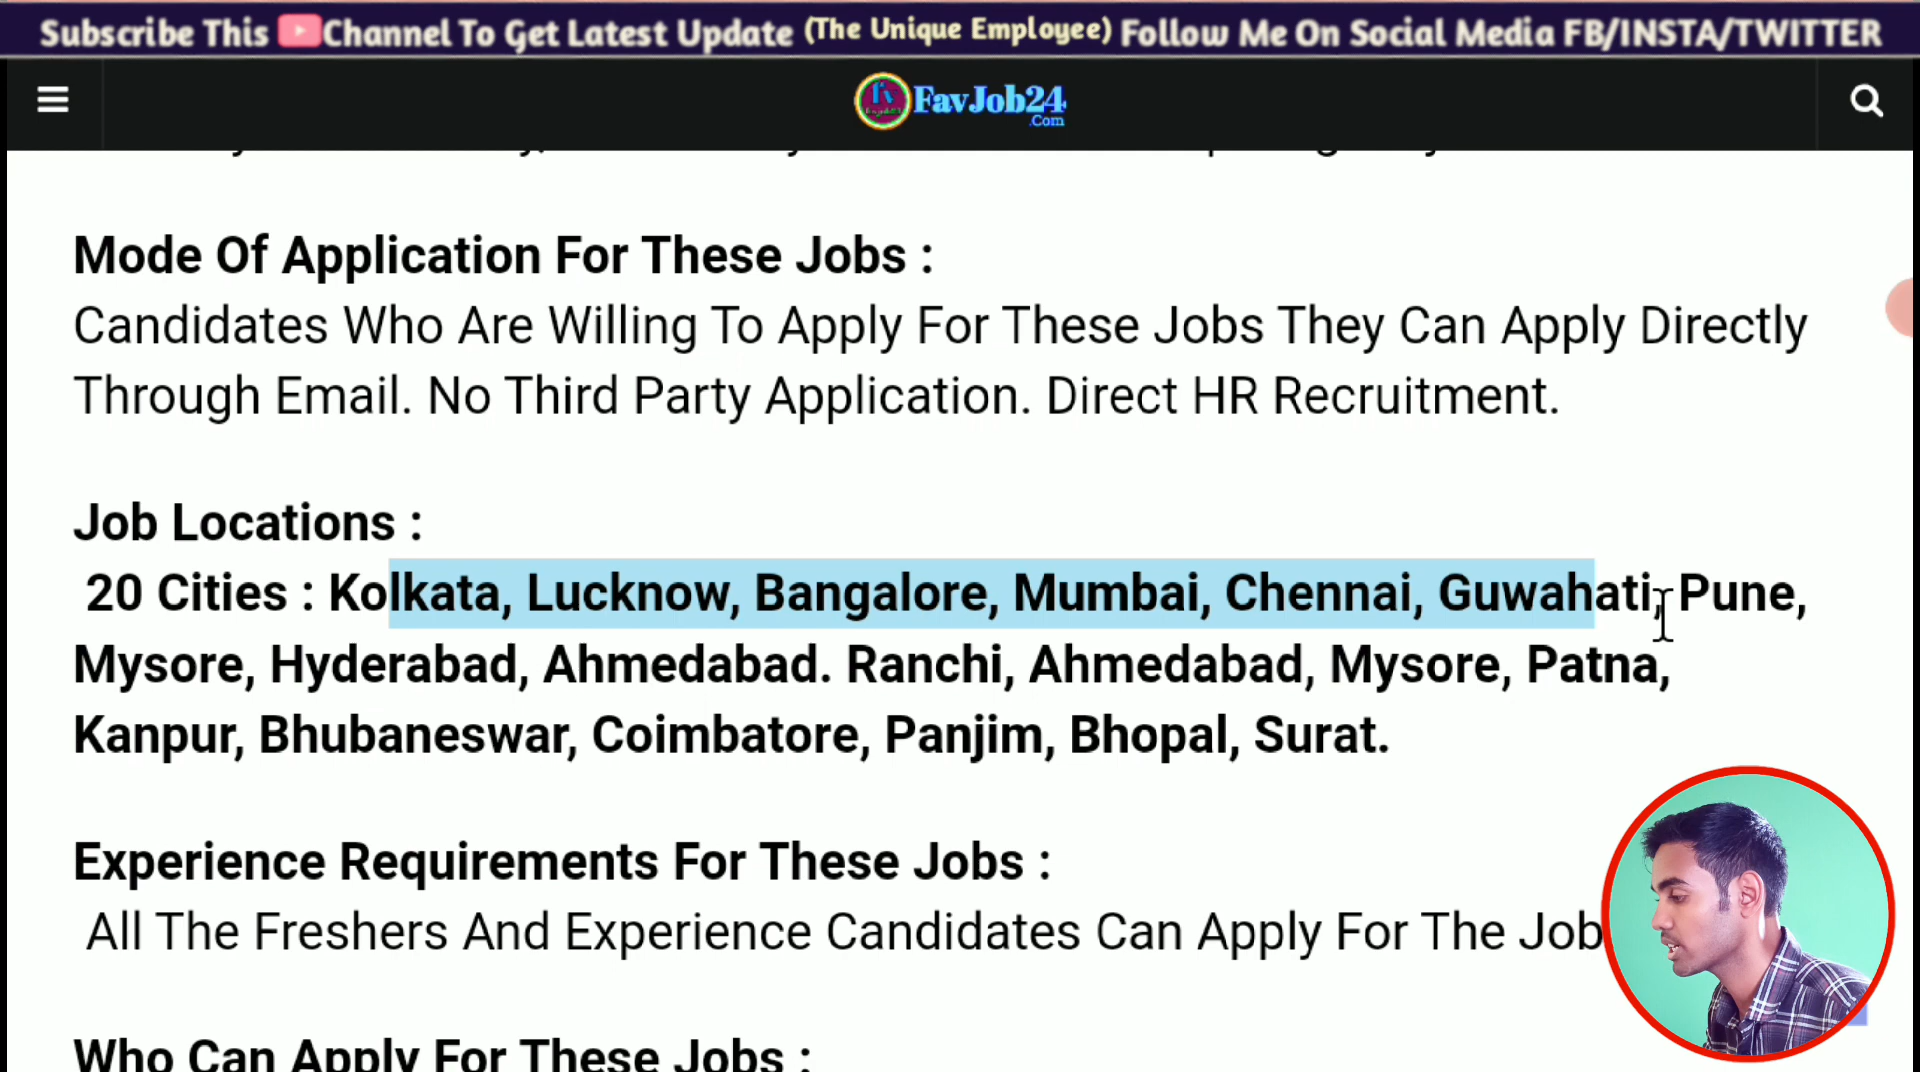 Subscribe This Channel To Get Latest Update (The Unique Employee) Follow Me On Social Media FB/INSTA/TWITTER
FavJob24
.Com
Mode Of Application For These Jobs :
Candidates Who Are Willing To Apply For These Jobs They Can Apply Directly
Through Email. No Third Party Application. Direct HR Recruitment.
Job Locations :
20 Cities : Kolkata, Lucknow, Bangalore, Mumbai, Chennai, Guwahati, Pune,
Mysore, Hyderabad, Ahmedabad. Ranchi, Ahmedabad, Mysore, Patna,
Kanpur, Bhubaneswar, Coimbatore, Panjim, Bhopal, Surat.
Experience Requirements For These Jobs :
All The Freshers And Experience Candidates Can Apply For The Job
Who Can Apply For These Jobs :